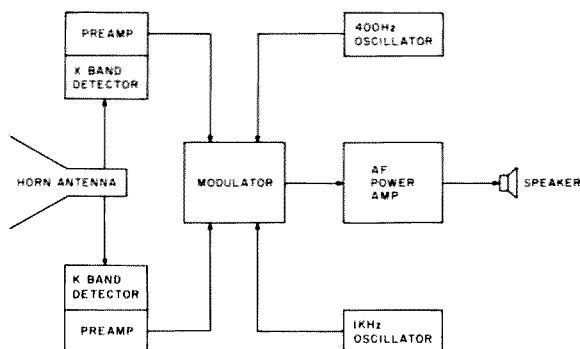 PREAMP
K BAND
DETECTOR
400Hz
OSCILLATOR
HORN ANTENNA
MODULATOR
AF
POWER
AMP
SPEAKER
K BAND
DETECTOR
PREAMP
1KHz
OSCILLATOR